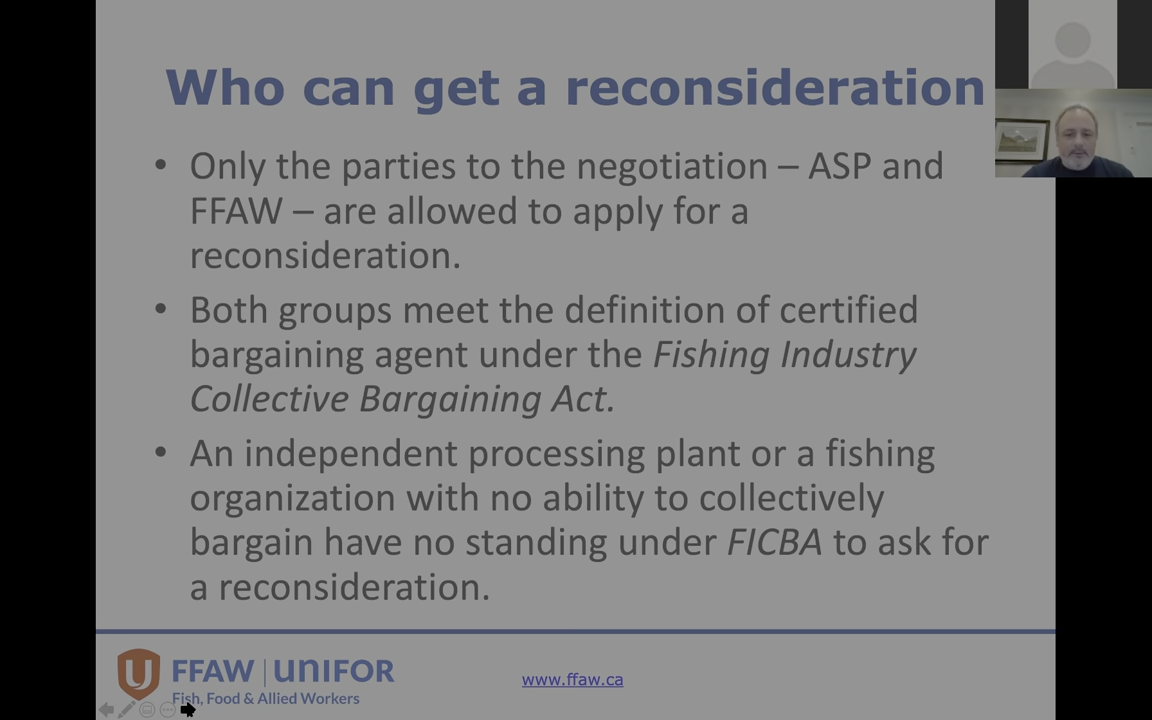 Who can get a reconsideration
• Only the parties to the negotiation – ASP and
FFAW – are allowed to apply for a
reconsideration.
• Both groups meet the definition of certified
bargaining agent under the Fishing Industry
Collective Bargaining Act.
• An independent processing plant or a fishing
organization with no ability to collectively
bargain have no standing under FICBA to ask for
a reconsideration.
FFAW | UNIFOR
Fish, Food & Allied Workers
www.ffaw.ca